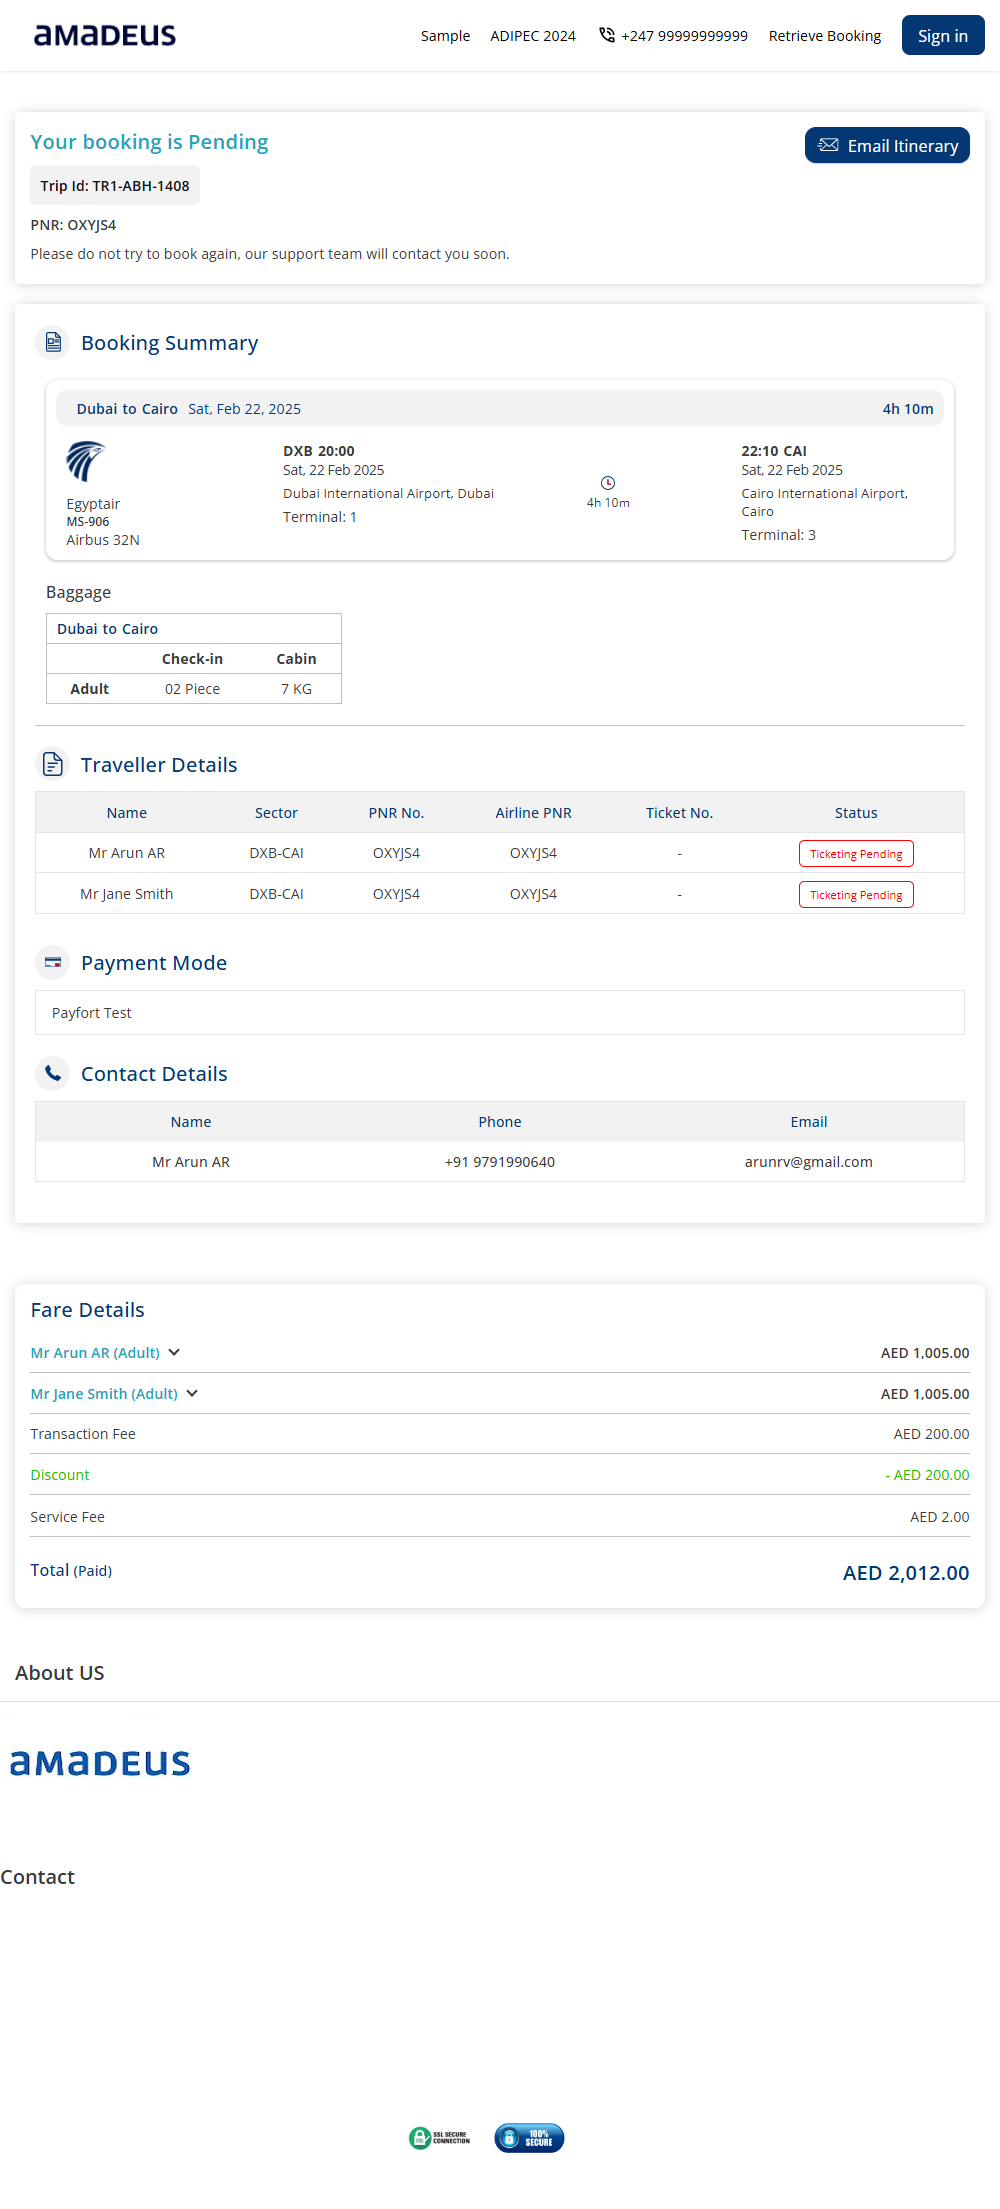 amadeus
Sample ADIPEC 2024 +247 99999999999 Retrieve Booking Sign in
Your booking is Pending
Email Itinerary
Trip Id: TR1-ABH-1408
PNR: OXYJS4
Please do not try to book again, our support team will contact you soon.
Booking Summary
Dubai to Cairo Sat, Feb 22, 2025 4h 10m
DXB 20:00
Sat, 22 Feb 2025
Dubai International Airport, Dubai
Terminal: 1
4h 10m
22:10 CAI
Sat, 22 Feb 2025
Cairo International Airport,
Cairo
Terminal: 3
Egyptair
MS-906
Airbus 32N
Baggage
Dubai to Cairo
Check-in Cabin
Adult 02 Piece 7 KG
Traveller Details
Name Sector PNR No. Airline PNR Ticket No. Status
Mr Arun AR DXB-CAI OXYJS4 OXYJS4 - Ticketing Pending
Mr Jane Smith DXB-CAI OXYJS4 OXYJS4 - Ticketing Pending
Payment Mode
Payfort Test
Contact Details
Name Phone Email
Mr Arun AR +91 9791990640 arunrv@gmail.com
Fare Details
Mr Arun AR (Adult) AED 1,005.00
Mr Jane Smith (Adult) AED 1,005.00
Transaction Fee AED 200.00
Discount - AED 200.00
Service Fee AED 2.00
Total (Paid) AED 2,012.00
About US
amadeus
Contact
SSL SECURE
CONNECTION
100%
SECURE